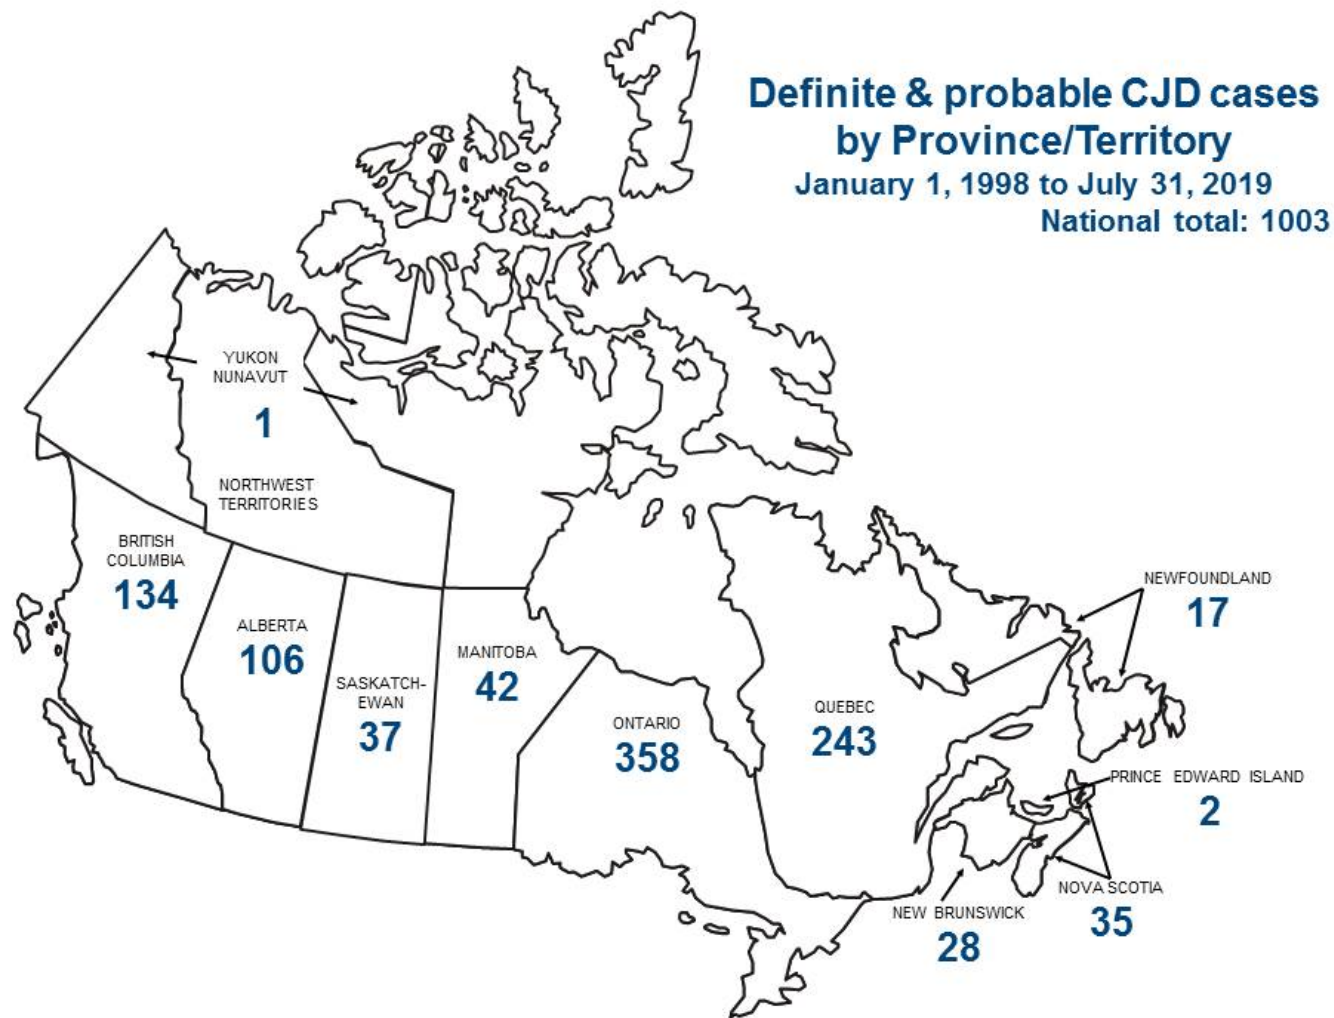 Definite & probable CJD cases
by Province/Territory
January 1, 1998 to July 31, 2019
National total: 1003
YUKON
NUNAVUT
1
NORTHWEST
TERRITORIES
BRITISH
COLUMBIA
134
ALBERTA
106
SASKATCH-
EWAN
37
MANITOBA
42
ONTARIO
358
QUEBEC
243
NEWFOUNDLAND
17
PRINCE EDWARD ISLAND
2
NOVA SCOTIA
35
NEW BRUNSWICK
28